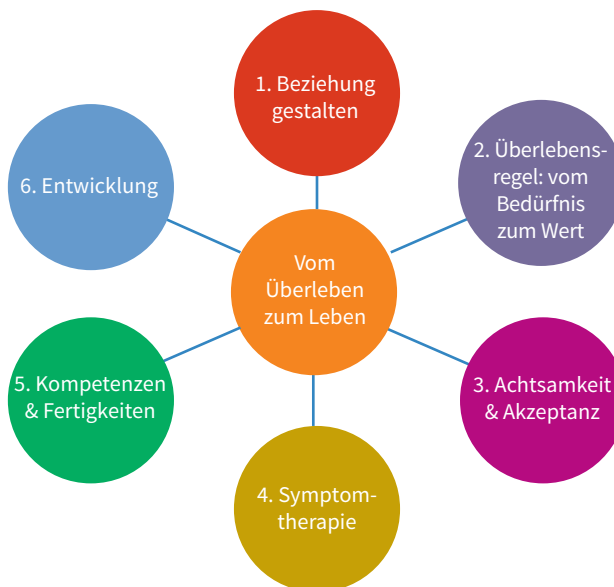 1. Beziehung
gestalten
2. Überlebens-
regel: vom
Bedürfnis
zum Wert
3. Achtsamkeit
& Akzeptanz
4. Symptom-
therapie
5. Kompetenzen
& Fertigkeiten
6. Entwicklung
Vom
Überleben
zum Leben